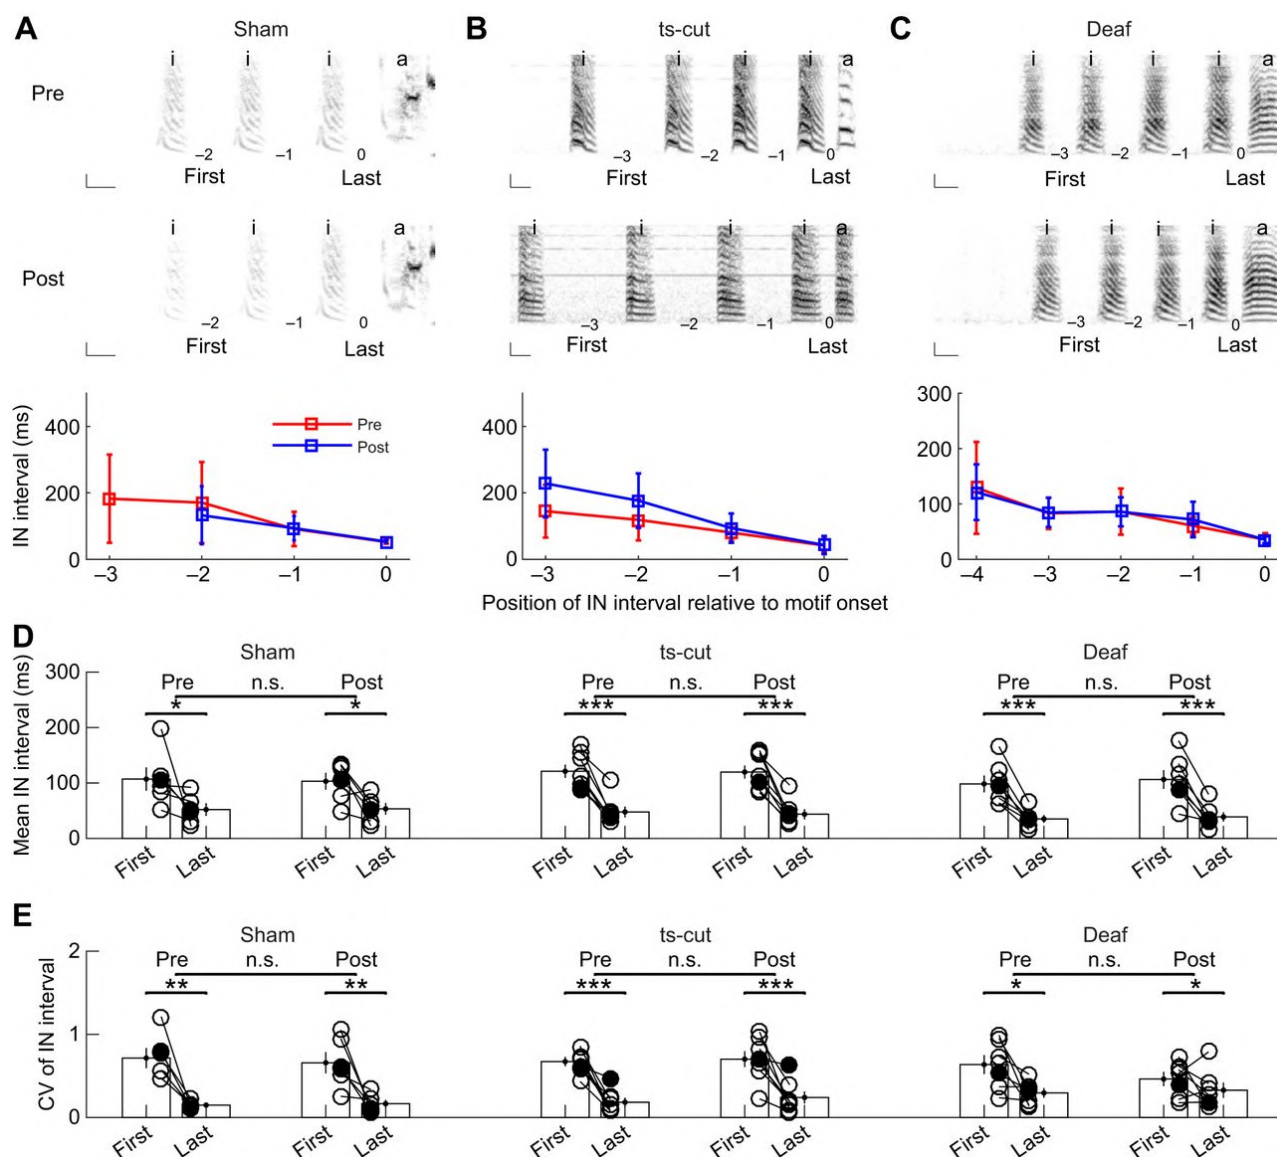 A Sham B ts-cut C Deaf
Pre i i i a i i i i a i i i i a
–2 –1 0 –3 –2 –1 0 –3 –2 –1 0
First Last First Last First Last
Post i i i a i i i i a i i i i a
–2 –1 0 –3 –2 –1 0 –3 –2 –1 0
First Last First Last First Last
IN interval (ms)
400 200 0
Pre
Post
–3 –2 –1 0
400 200 0
–3 –2 –1 0
300 200 100 0
–4 –3 –2 –1 0
Position of IN interval relative to motif onset
D
Sham ts-cut Deaf
Mean IN interval (ms)
300 200 100 0
Pre n.s. Post Pre n.s. Post Pre n.s. Post
* * *** *** *** ***
First Last First Last First Last First Last First Last First Last
E
Sham ts-cut Deaf
CV of IN interval
2 1 0
Pre n.s. Post Pre n.s. Post Pre n.s. Post
** ** *** *** * *
First Last First Last First Last First Last First Last First Last